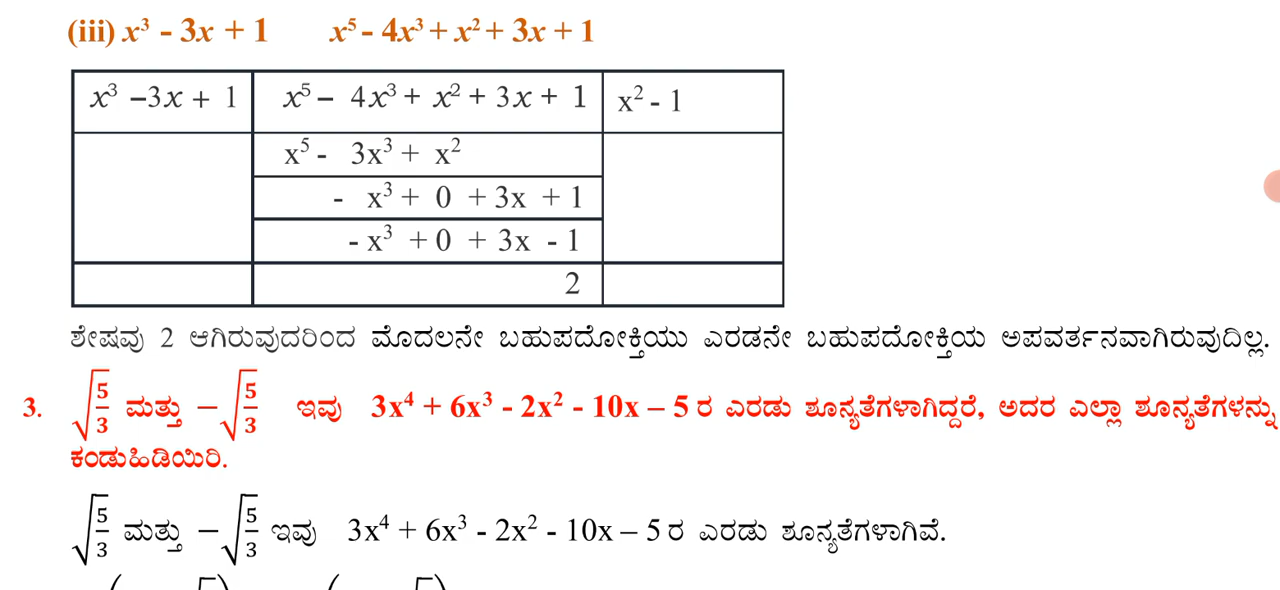 (iii) x³ - 3x + 1 x⁵ - 4x³ + x² + 3x + 1
x³ −3x + 1 x⁵ − 4x³ + x² + 3x + 1 x² - 1
x⁵ - 3x³ + x²
- x³ + 0 + 3x + 1
- x³ + 0 + 3x - 1
2
ಶೇಷವು 2 ಆಗಿರುವುದರಿಂದ ಮೊದಲನೇ ಬಹುಪದೋಕ್ತಿಯು ಎರಡನೇ ಬಹುಪದೋಕ್ತಿಯ ಅಪವರ್ತನವಾಗಿರುವುದಿಲ್ಲ.
3. √(5/3) ಮತ್ತು −√(5/3) ಇವು 3x⁴ + 6x³ - 2x² - 10x – 5 ರ ಎರಡು ಶೂನ್ಯತೆಗಳಾಗಿದ್ದರೆ, ಅದರ ಎಲ್ಲಾ ಶೂನ್ಯತೆಗಳನ್ನು
ಕಂಡುಹಿಡಿಯಿರಿ.
√(5/3) ಮತ್ತು −√(5/3) ಇವು 3x⁴ + 6x³ - 2x² - 10x – 5 ರ ಎರಡು ಶೂನ್ಯತೆಗಳಾಗಿವೆ.